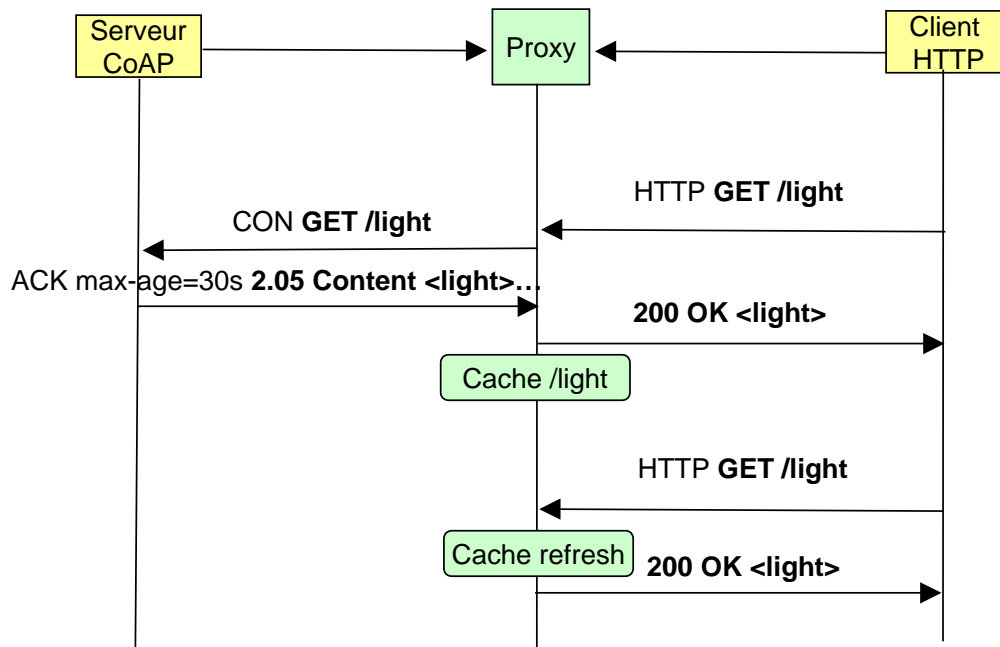 Serveur
CoAP
Proxy
Client
HTTP
HTTP GET /light
CON GET /light
ACK max-age=30s 2.05 Content <light>…
200 OK <light>
Cache /light
HTTP GET /light
Cache refresh
200 OK <light>